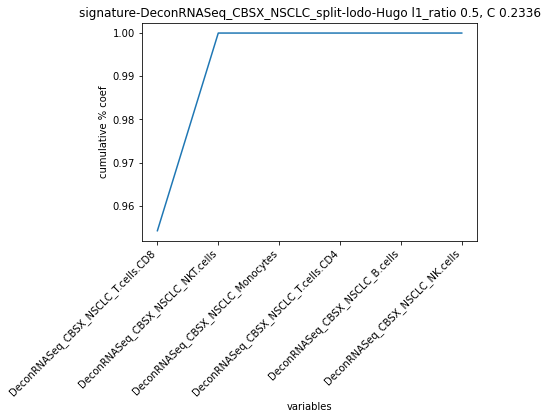 signature-DeconRNASeq_CBSX_NSCLC_split-lodo-Hugo l1_ratio 0.5, C 0.2336
cumulative % coef
1.00
0.99
0.98
0.97
0.96
DeconRNASeq_CBSX_NSCLC_T.cells.CD8
DeconRNASeq_CBSX_NSCLC_NKT.cells
DeconRNASeq_CBSX_NSCLC_Monocytes
DeconRNASeq_CBSX_NSCLC_T.cells.CD4
DeconRNASeq_CBSX_NSCLC_B.cells
DeconRNASeq_CBSX_NSCLC_NK.cells
variables